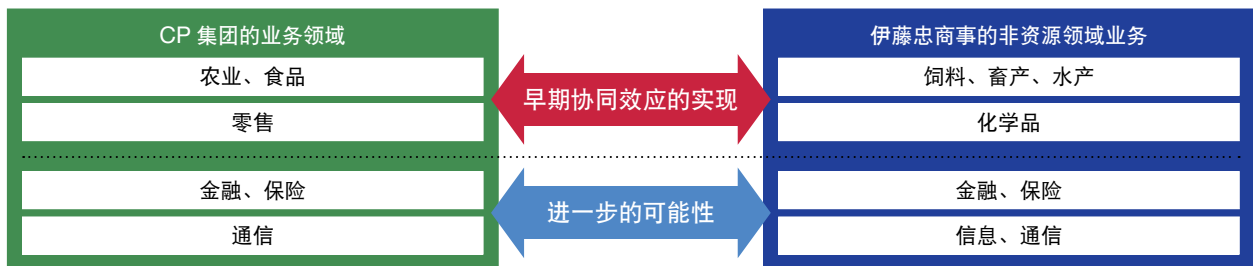 CP 集团的业务领域
农业、食品
零售
金融、保险
通信
早期协同效应的实现
进一步的可能性
伊藤忠商事的非资源领域业务
饲料、畜产、水产
化学品
金融、保险
信息、通信